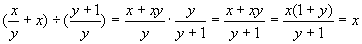 (x/y + x) ÷ (y+1)/y = (x+xy)/y · y/(y+1) = (x+xy)/(y+1) = x(1+y)/(y+1) = x